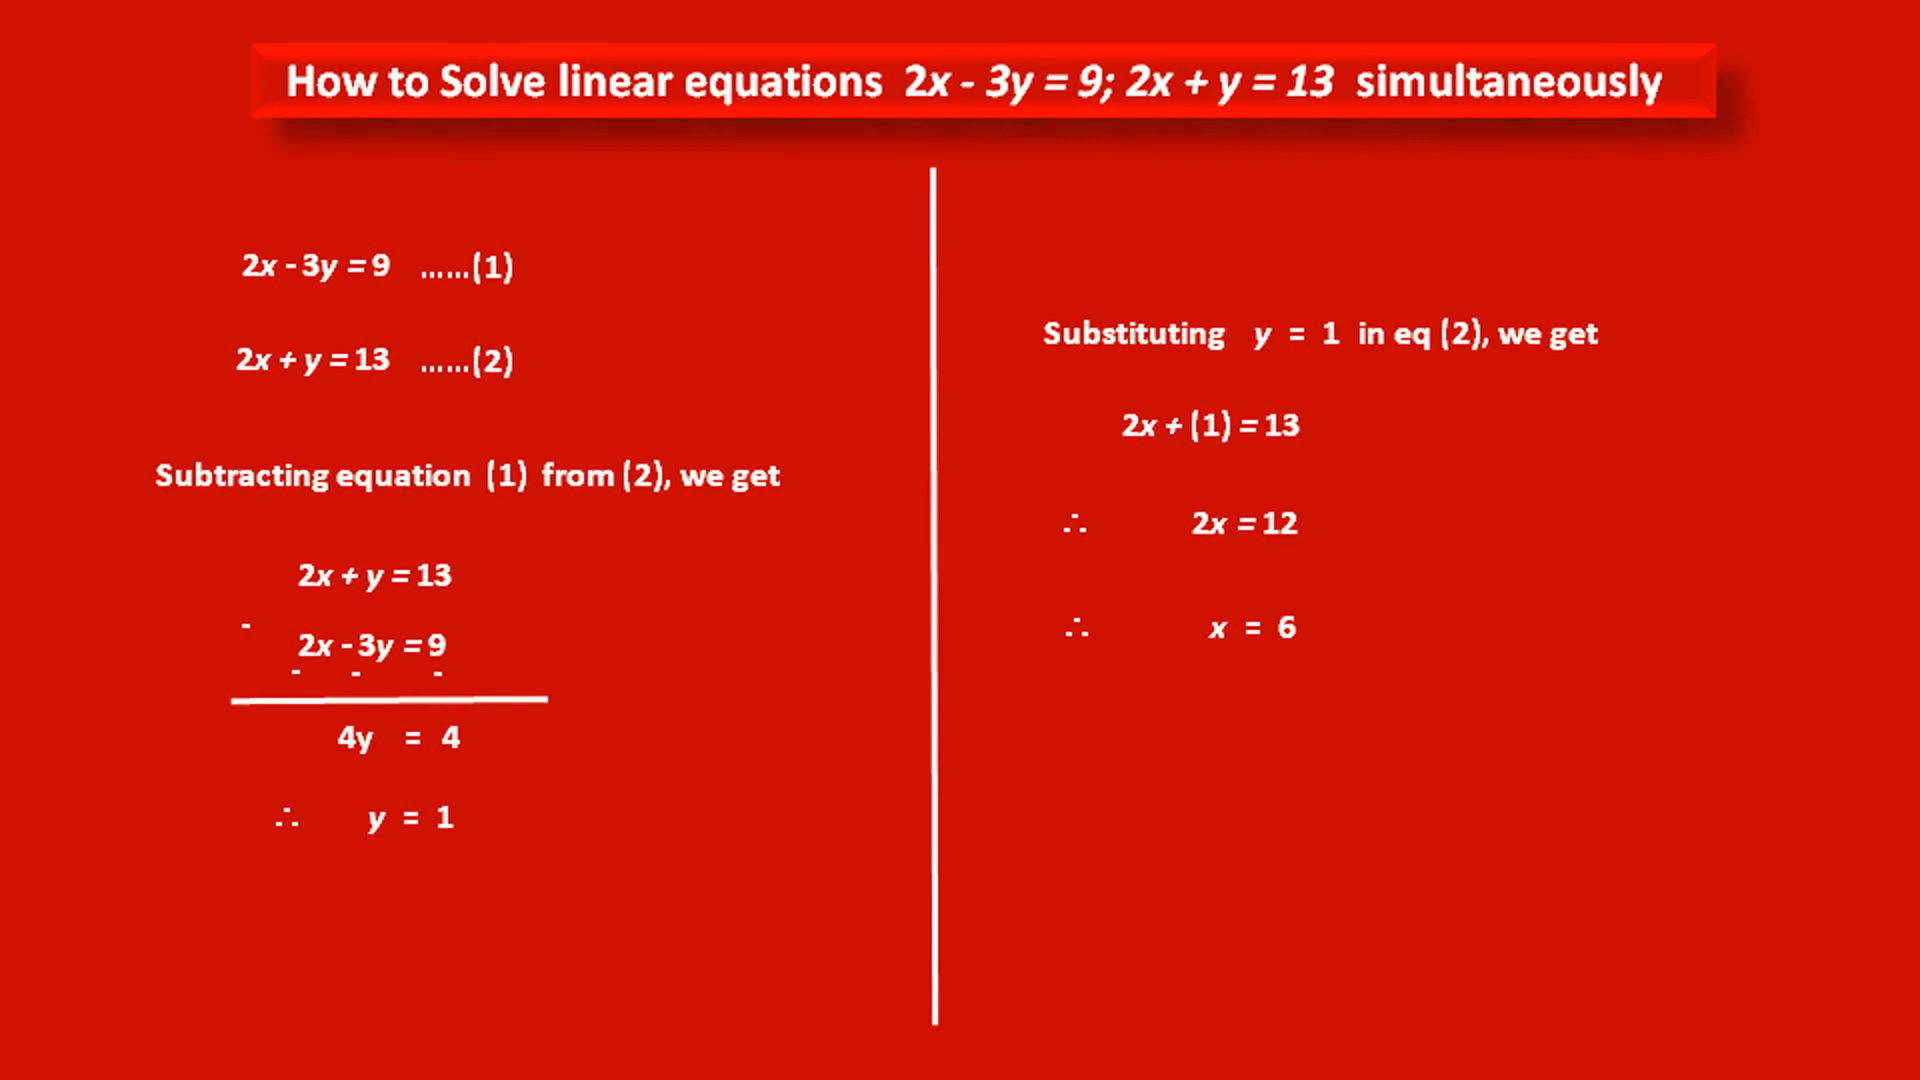 How to Solve linear equations 2x - 3y = 9; 2x + y = 13 simultaneously
2x - 3y = 9 ......(1)
2x + y = 13 ......(2)
Subtracting equation (1) from (2), we get
2x + y = 13
-
2x - 3y = 9
- - -
4y = 4
∴ y = 1
Substituting y = 1 in eq (2), we get
2x + (1) = 13
∴ 2x = 12
∴ x = 6